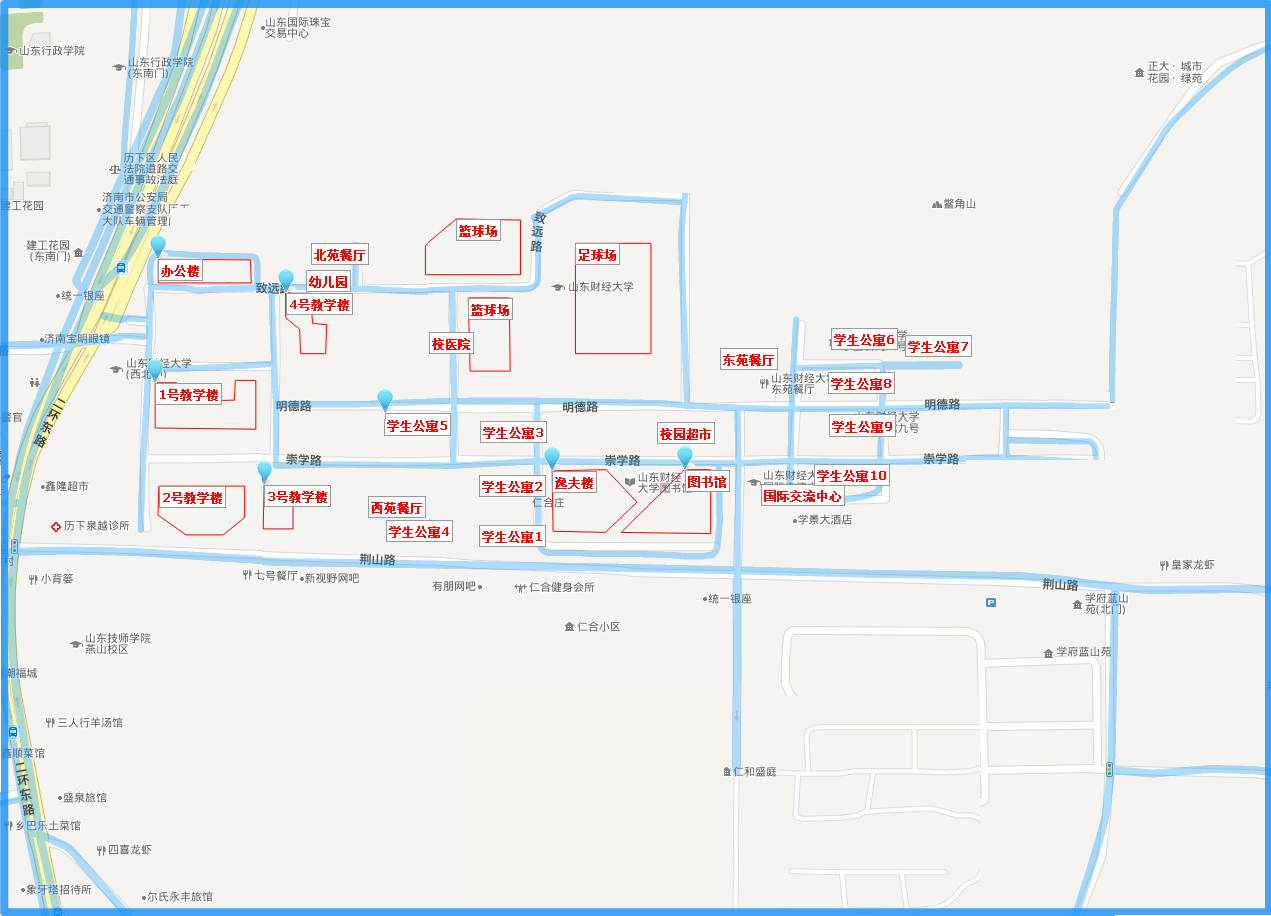 山东国际珠宝
交易中心
山东行政学院
山东行政学院
(东南门)
正大·城市
花园·绿苑
历下区人民
法院道路交
通事故法庭
济南市公安局
交通警察支队
大队车辆管理
建工花园
鳌角山
致远路
篮球场
建工花园
(东南门)
北苑餐厅
足球场
办公楼
幼儿园
致远路
山东财经大学
统一银座
4号教学楼
篮球场
济南宝明眼镜
校医院
学生公寓6
学生公寓7
东苑餐厅
山东财经大学
(西北门)
山东财经大
东苑餐厅
学生公寓8
1号教学楼
明德路
明德路
明德路
警官
二环东路
学生公寓5
学生公寓3
校园超市
学生公寓9
九号
崇学路
崇学路
崇学路
鑫隆超市
2号教学楼
3号教学楼
学生公寓2
逸夫楼
山东财经
大学图书馆
图书馆
山东财经大
学生公寓10
国际交流中心
西苑餐厅
仁合庄
历下泉越诊所
学生公寓4
学生公寓1
学景大酒店
荆山路
村
小背篓
七号餐厅
新视野网吧
有朋网吧
仁合健身会所
荆山路
皇家龙虾
统一银座
学府蓝山
苑(北门)
仁合小区
山东技师学院
燕山校区
学府蓝山苑
潮福城
三人行羊汤馆
鑫顺菜馆
二环东路
仁和盛庭
盛泉旅馆
乡巴乐土菜馆
四喜龙虾
象牙塔招待所
尔氏永丰旅馆